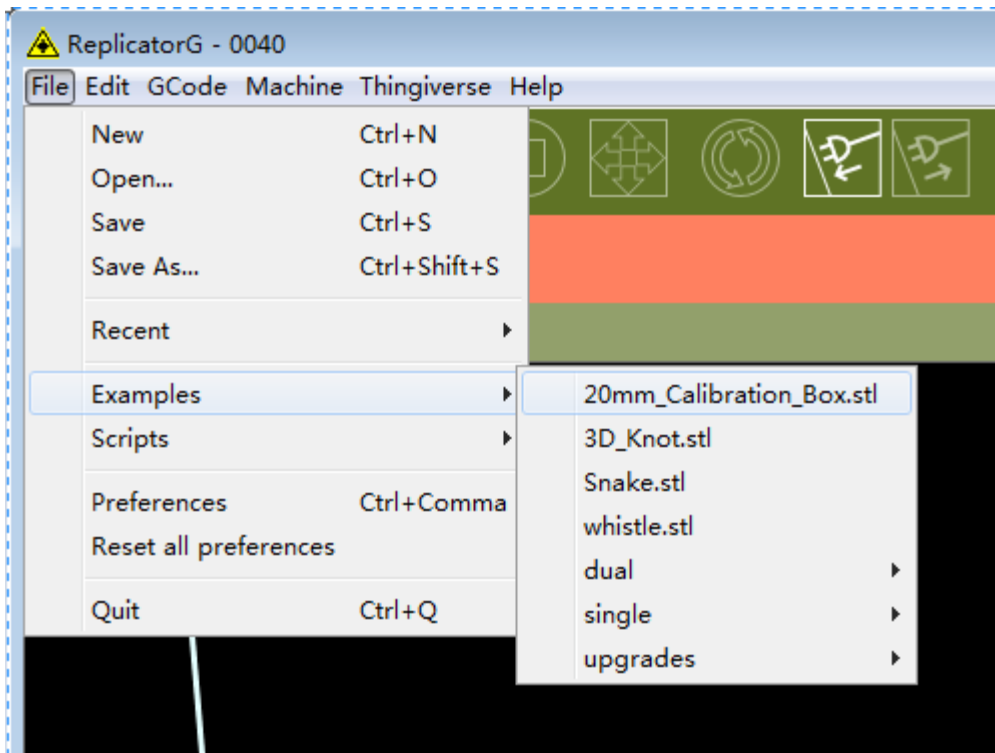 ReplicatorG - 0040
File Edit GCode Machine Thingiverse Help
New Ctrl+N
Open... Ctrl+O
Save Ctrl+S
Save As... Ctrl+Shift+S
Recent
Examples
Scripts
Preferences Ctrl+Comma
Reset all preferences
Quit Ctrl+Q
20mm_Calibration_Box.stl
3D_Knot.stl
Snake.stl
whistle.stl
dual
single
upgrades